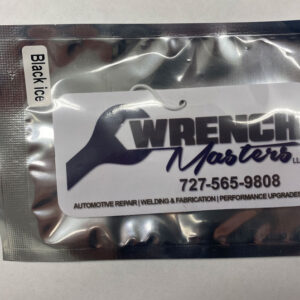 Black ice
WRENCH
Masters LLC
727-565-9808
AUTOMOTIVE REPAIR | WELDING & FABRICATION | PERFORMANCE UPGRADES